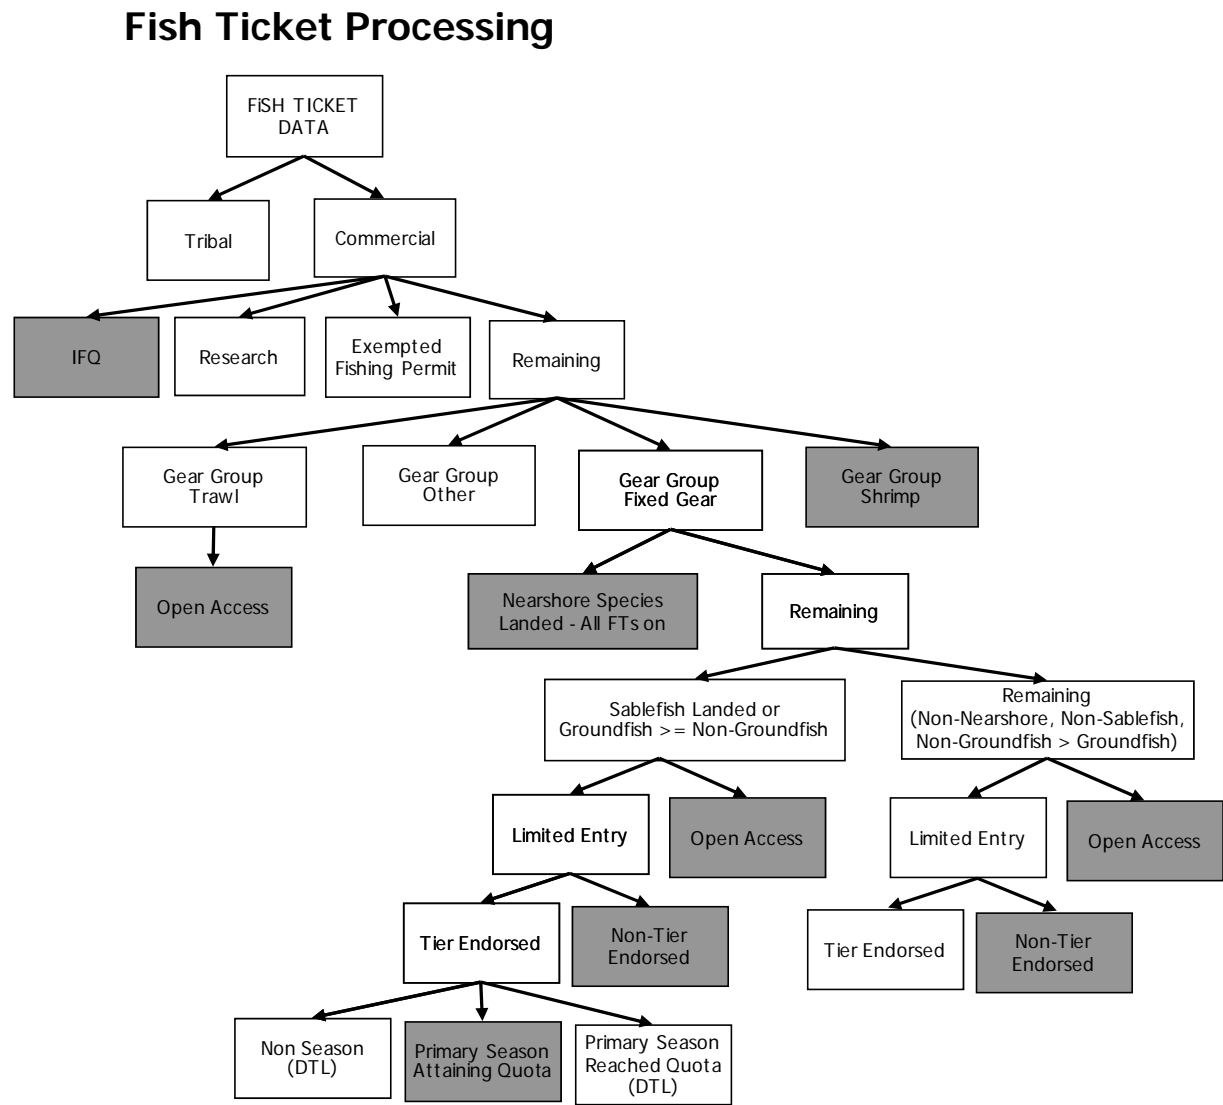 Fish Ticket Processing
FiSH TICKET
DATA
Tribal
Commercial
IFQ
Research
Exempted
Fishing Permit
Remaining
Gear Group
Trawl
Gear Group
Other
Gear Group
Fixed Gear
Gear Group
Shrimp
Open Access
Nearshore Species
Landed - All FTs on
Remaining
Sablefish Landed or
Groundfish >= Non-Groundfish
Remaining
(Non-Nearshore, Non-Sablefish,
Non-Groundfish > Groundfish)
Limited Entry
Open Access
Limited Entry
Open Access
Tier Endorsed
Non-Tier
Endorsed
Tier Endorsed
Non-Tier
Endorsed
Non Season
(DTL)
Primary Season
Attaining Quota
Primary Season
Reached Quota
(DTL)